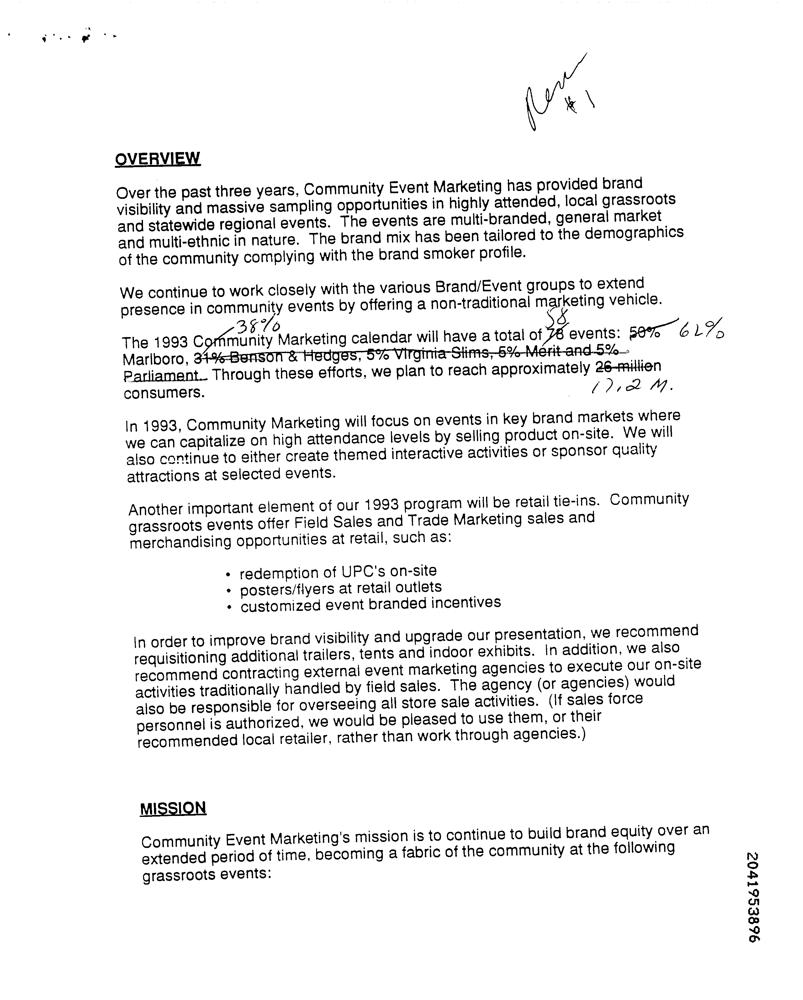 #1
OVERVIEW
Over the past three years, Community Event Marketing has provided brand
visibility and massive sampling opportunities in highly attended, local grassroots
and statewide regional events. The events are multi-branded, general market
and multi-ethnic in nature. The brand mix has been tailored to the demographics
of the community complying with the brand smoker profile.
We continue to work closely with the various Brand/Event groups to extend
presence in community events by offering a non-traditional marketing vehicle.
38% 58
The 1993 Community Marketing calendar will have a total of 78 events: 50% 62%
Marlboro, 31% Benson & Hedges, 5% Virginia Slims, 5% Merit and 5%
Parliament. Through these efforts, we plan to reach approximately 26 million
consumers. 17.2 M.
In 1993, Community Marketing will focus on events in key brand markets where
we can capitalize on high attendance levels by selling product on-site. We will
also continue to either create themed interactive activities or sponsor quality
attractions at selected events.
Another important element of our 1993 program will be retail tie-ins. Community
grassroots events offer Field Sales and Trade Marketing sales and
merchandising opportunities at retail, such as:
• redemption of UPC's on-site
• posters/flyers at retail outlets
• customized event branded incentives
In order to improve brand visibility and upgrade our presentation, we recommend
requisitioning additional trailers, tents and indoor exhibits. In addition, we also
recommend contracting external event marketing agencies to execute our on-site
activities traditionally handled by field sales. The agency (or agencies) would
also be responsible for overseeing all store sale activities. (If sales force
personnel is authorized, we would be pleased to use them, or their
recommended local retailer, rather than work through agencies.)
MISSION
Community Event Marketing's mission is to continue to build brand equity over an
extended period of time, becoming a fabric of the community at the following
grassroots events:
2041953896